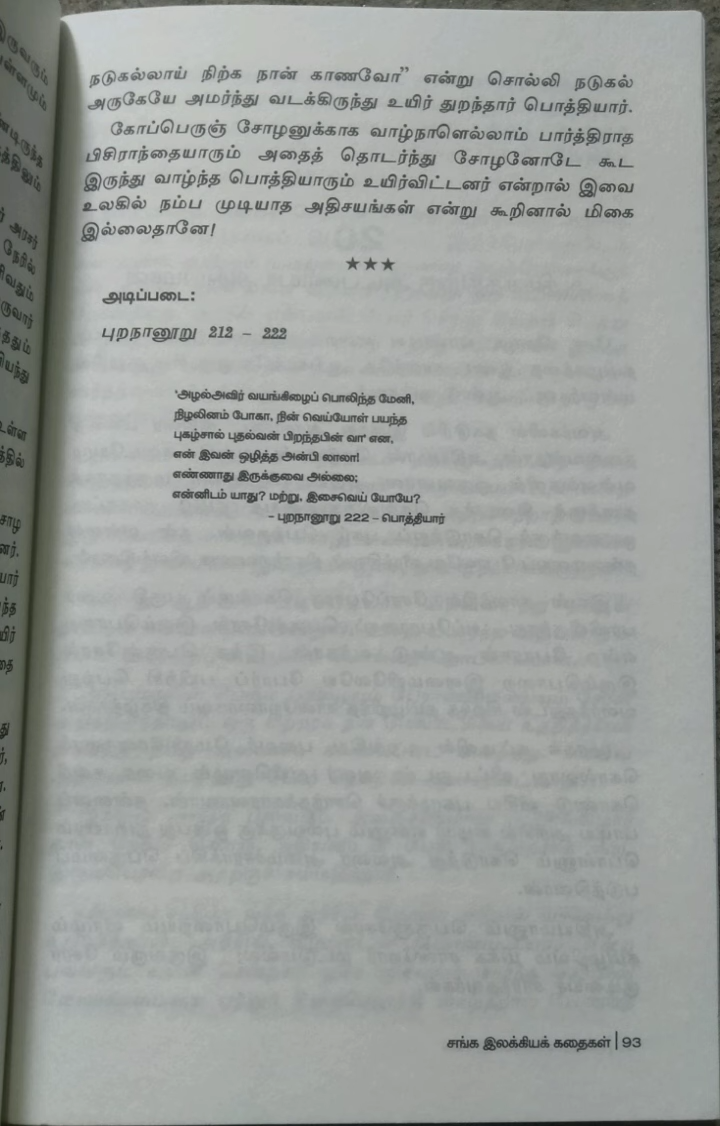 நடுகல்லாய் நிற்க நான் காணவோ” என்று சொல்லி நடுகல்
அருகேயே அமர்ந்து வடக்கிருந்து உயிர் துறந்தார் பொத்தியார்.
கோப்பெருஞ் சோழனுக்காக வாழ்நாளெல்லாம் பார்த்திராத
பிசிராந்தையாரும் அதைத் தொடர்ந்து சோழனோடே கூட
இருந்து வாழ்ந்த பொத்தியாரும் உயிர்விட்டனர் என்றால் இவை
உலகில் நம்ப முடியாத அதிசயங்கள் என்று கூறினால் மிகை
இல்லைதானே!
★★★
அடிப்படை:
புறநானூறு 212 – 222
‘அழல்அவிர் வயங்கிழைப் பொலிந்த மேனி,
நிழலினம் போகா, நின் வெய்யோள் பயந்த
புகழ்சால் புதல்வன் பிறந்தபின் வா’ என,
என் இவன் ஒழித்த அன்பி லாலா!
எண்ணாது இருக்குவை அல்லை;
என்னிடம் யாது? மற்று, இசைவெய் யோயே?
- புறநானூறு 222 – பொத்தியார்
சங்க இலக்கியக் கதைகள் | 93